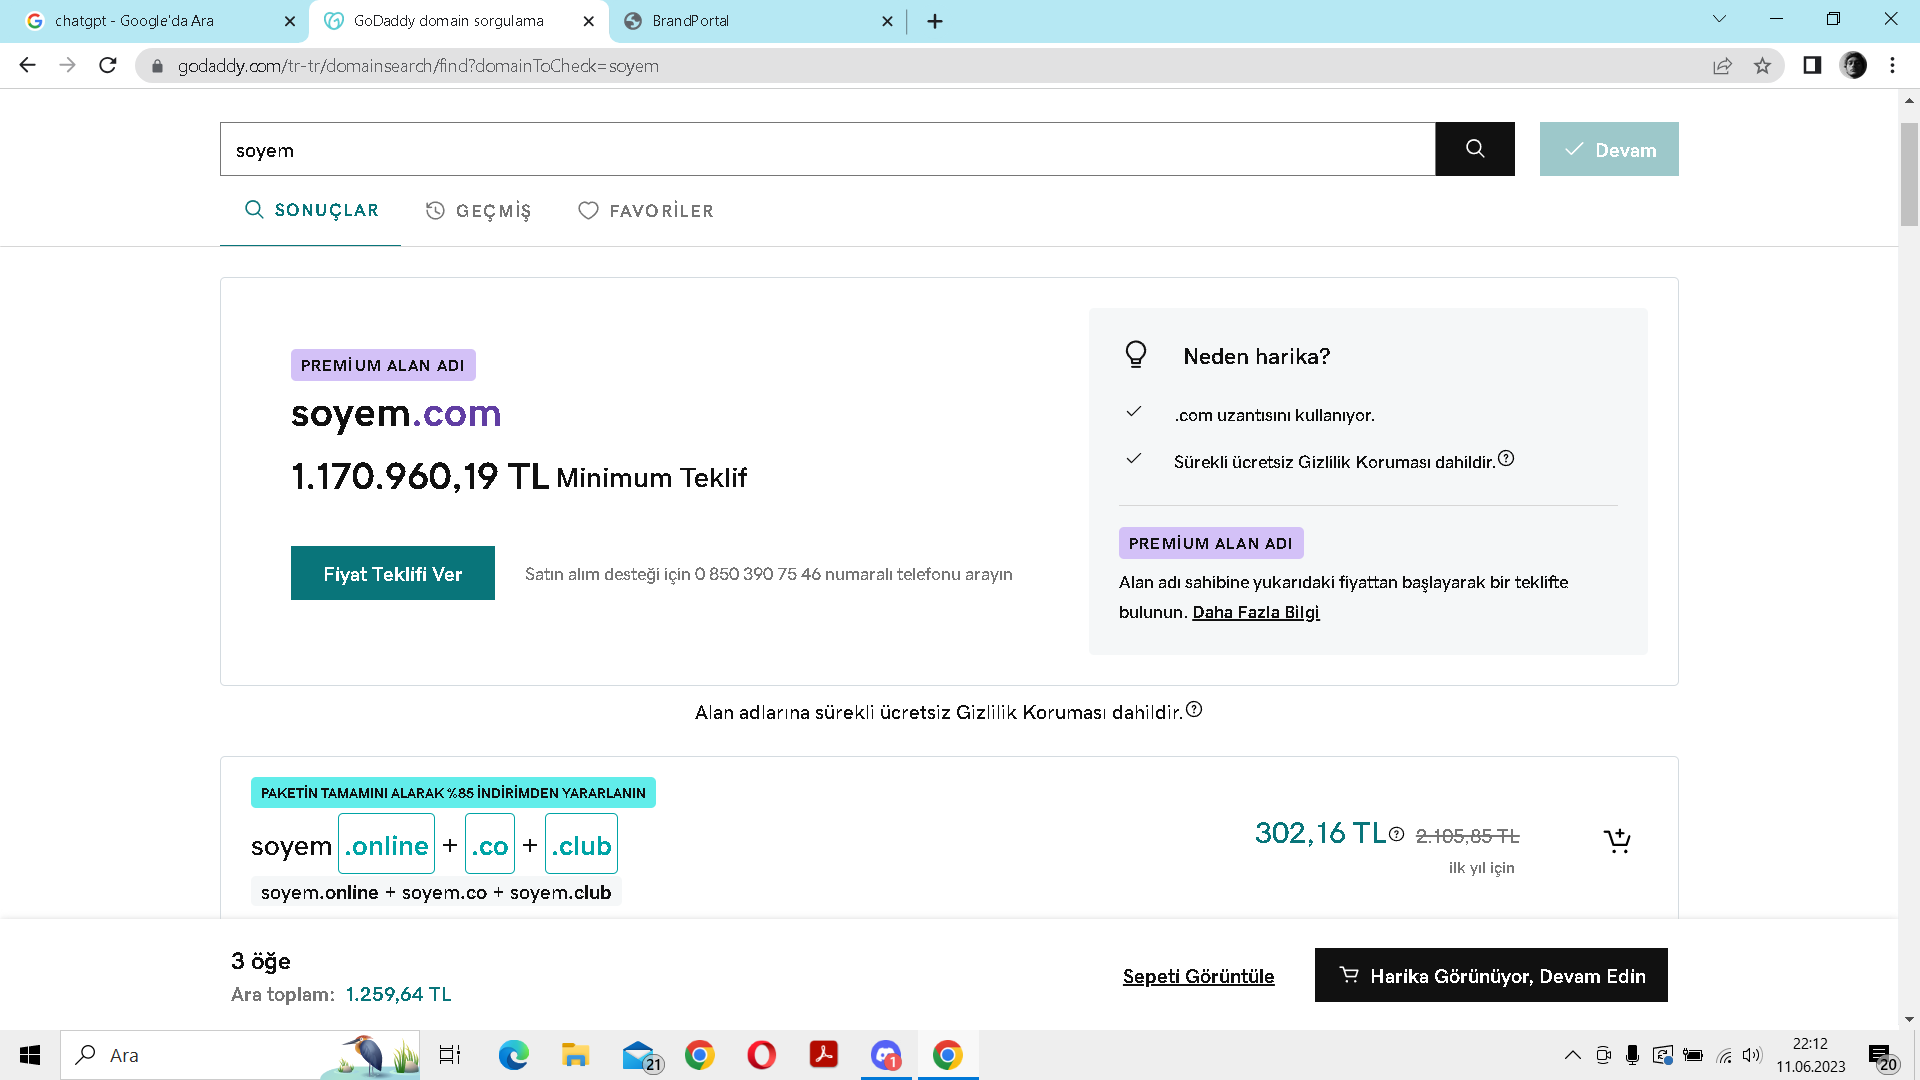 chatgpt - Google'da Ara
GoDaddy domain sorgulama
BrandPortal
godaddy.com/tr-tr/domainsearch/find?domainToCheck=soyem
soyem
Devam
SONUÇLAR
GEÇMİŞ
FAVORİLER
PREMİUM ALAN ADI
soyem.com
1.170.960,19 TL Minimum Teklif
Fiyat Teklifi Ver
Satın alım desteği için 0 850 390 75 46 numaralı telefonu arayın
Neden harika?
.com uzantısını kullanıyor.
Sürekli ücretsiz Gizlilik Koruması dahildir.
PREMİUM ALAN ADI
Alan adı sahibine yukarıdaki fiyattan başlayarak bir teklifte
bulunun. Daha Fazla Bilgi
Alan adlarına sürekli ücretsiz Gizlilik Koruması dahildir.
PAKETİN TAMAMINI ALARAK %85 İNDİRİMDEN YARARLANIN
soyem .online + .co + .club
soyem.online + soyem.co + soyem.club
302,16 TL 2.105,85 TL
ilk yıl için
3 öğe
Ara toplam: 1.259,64 TL
Sepeti Görüntüle
Harika Görünüyor, Devam Edin
Ara
21
1
22:12
11.06.2023
20